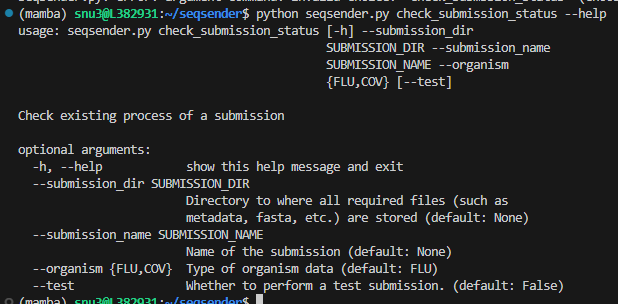 (mamba) snu3@L382931:~/seqsender$ python seqsender.py check_submission_status --help
usage: seqsender.py check_submission_status [-h] --submission_dir
SUBMISSION_DIR --submission_name
SUBMISSION_NAME --organism
{FLU,COV} [--test]
Check existing process of a submission
optional arguments:
-h, --help show this help message and exit
--submission_dir SUBMISSION_DIR
Directory to where all required files (such as
metadata, fasta, etc.) are stored (default: None)
--submission_name SUBMISSION_NAME
Name of the submission (default: None)
--organism {FLU,COV} Type of organism data (default: FLU)
--test Whether to perform a test submission. (default: False)
(mamba) snu3@L382931:~/seqsender$